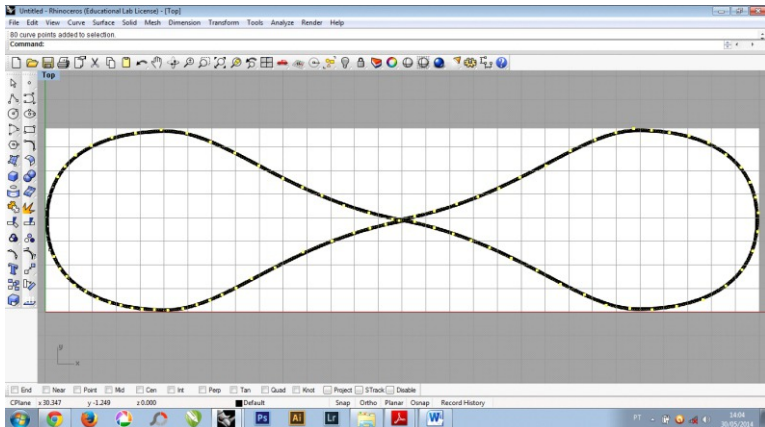 Untitled - Rhinoceros (Educational Lab License) - [Top]
File Edit View Curve Surface Solid Mesh Dimension Transform Tools Analyze Render Help
80 curve points added to selection.
Command:
Top
y
x
End Near Point Mid Cen Int Perp Tan Quad Knot Project STrack Disable
CPlane x 30.347 y -1.249 z 0.000 Default Snap Ortho Planar Osnap Record History
Ps Ai Lr W PT 14:04
30/05/2014